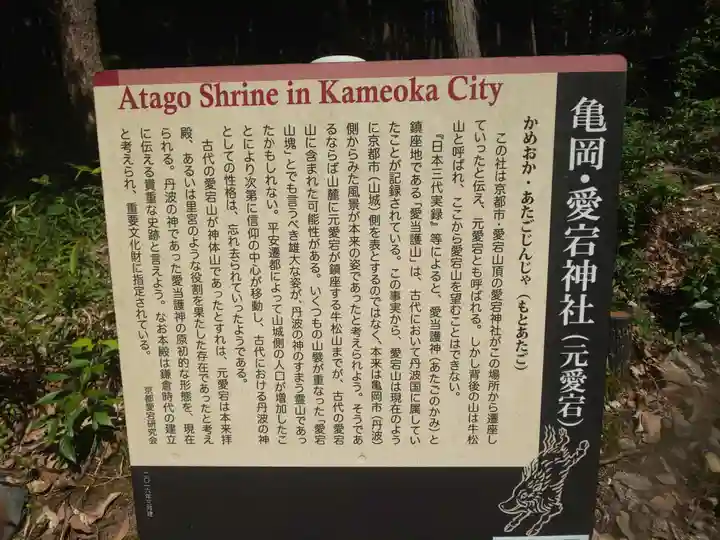 Atago Shrine in Kameoka City
亀岡・愛宕神社(元愛宕)
かめおか・あたごじんじゃ(もとあたご)
この社は京都市・愛宕山頂の愛宕神社がこの場所から遷座し
ていったと伝え、元愛宕とも呼ばれる。しかし背後の山は牛松
山と呼ばれ、ここから愛宕山を望むことはできない。
『日本三代実録』等によると、愛当護神(あたごのかみ)と
鎮座地である「愛当護山」は、古代において丹波国に属してい
たことが記録されている。この事実から、愛宕山は現在のよう
に京都市(山城)側を表とするのではなく、本来は亀岡市(丹波)
側からみた風景が本来の姿であったと考えられよう。そうであ
るならば山麓に元愛宕が鎮座する牛松山までが、古代の愛宕
山に含まれた可能性がある。いくつもの山襞が重なった「愛宕
山塊」とでも言うべき雄大な姿が、丹波の神のすまう霊山であっ
たかもしれない。平安遷都によって山城側の人口が増加したこ
とにより次第に信仰の中心が移動し、古代における丹波の神
としての性格は、忘れ去られていったようである。
古代の愛宕山が神体山であったとすれば、元愛宕は本来拝
殿、あるいは里宮のような役割を果たした存在であったと考え
られる。丹波の神であった愛当護神の原初的な形態を、現在
に伝える貴重な史跡と言えよう。なお本殿は鎌倉時代の建立
と考えられ、重要文化財に指定されている。
京都愛宕研究会
二〇一六年三月建